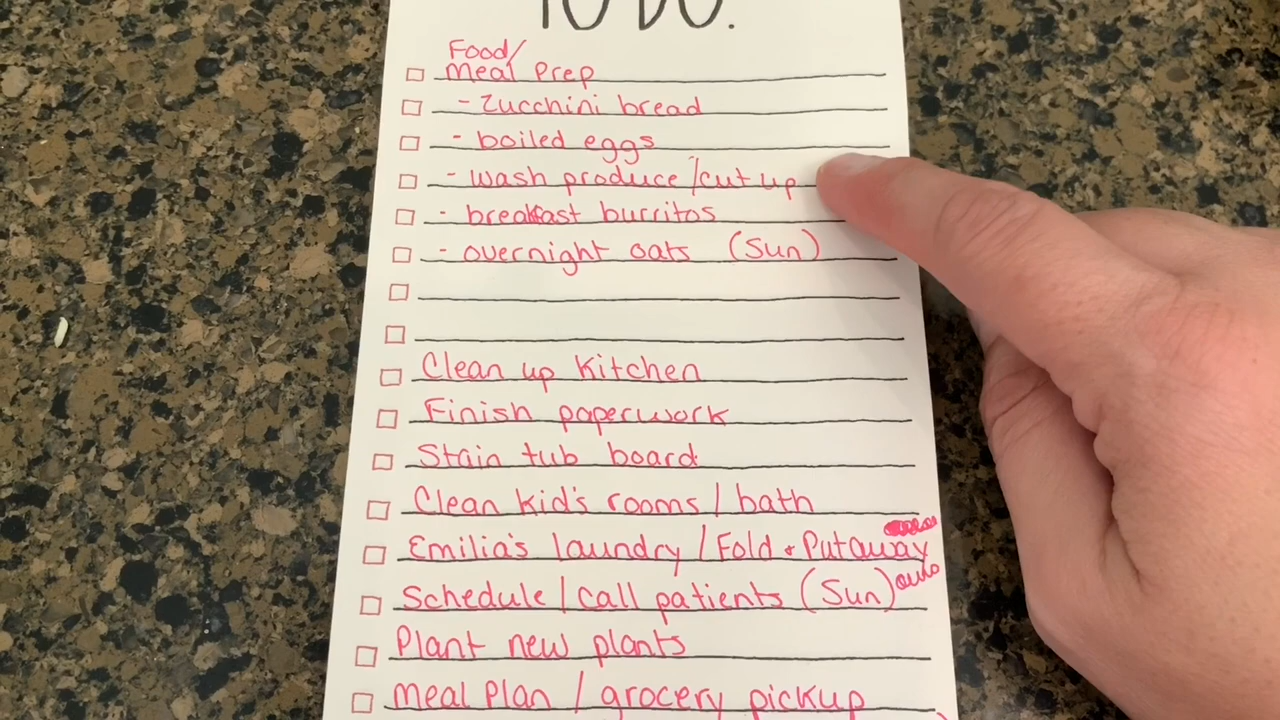 TO DO:
Food/
Meal Prep
- Zucchini bread
- boiled eggs
- wash produce/cut up
- breakfast burritos
- overnight oats (Sun)
Clean up Kitchen
Finish paperwork
Stain tub board
Clean kid's rooms / bath
Emilia's laundry / Fold + Put away
Schedule / call patients (Sun)
Plant new plants
Meal Plan / grocery pickup